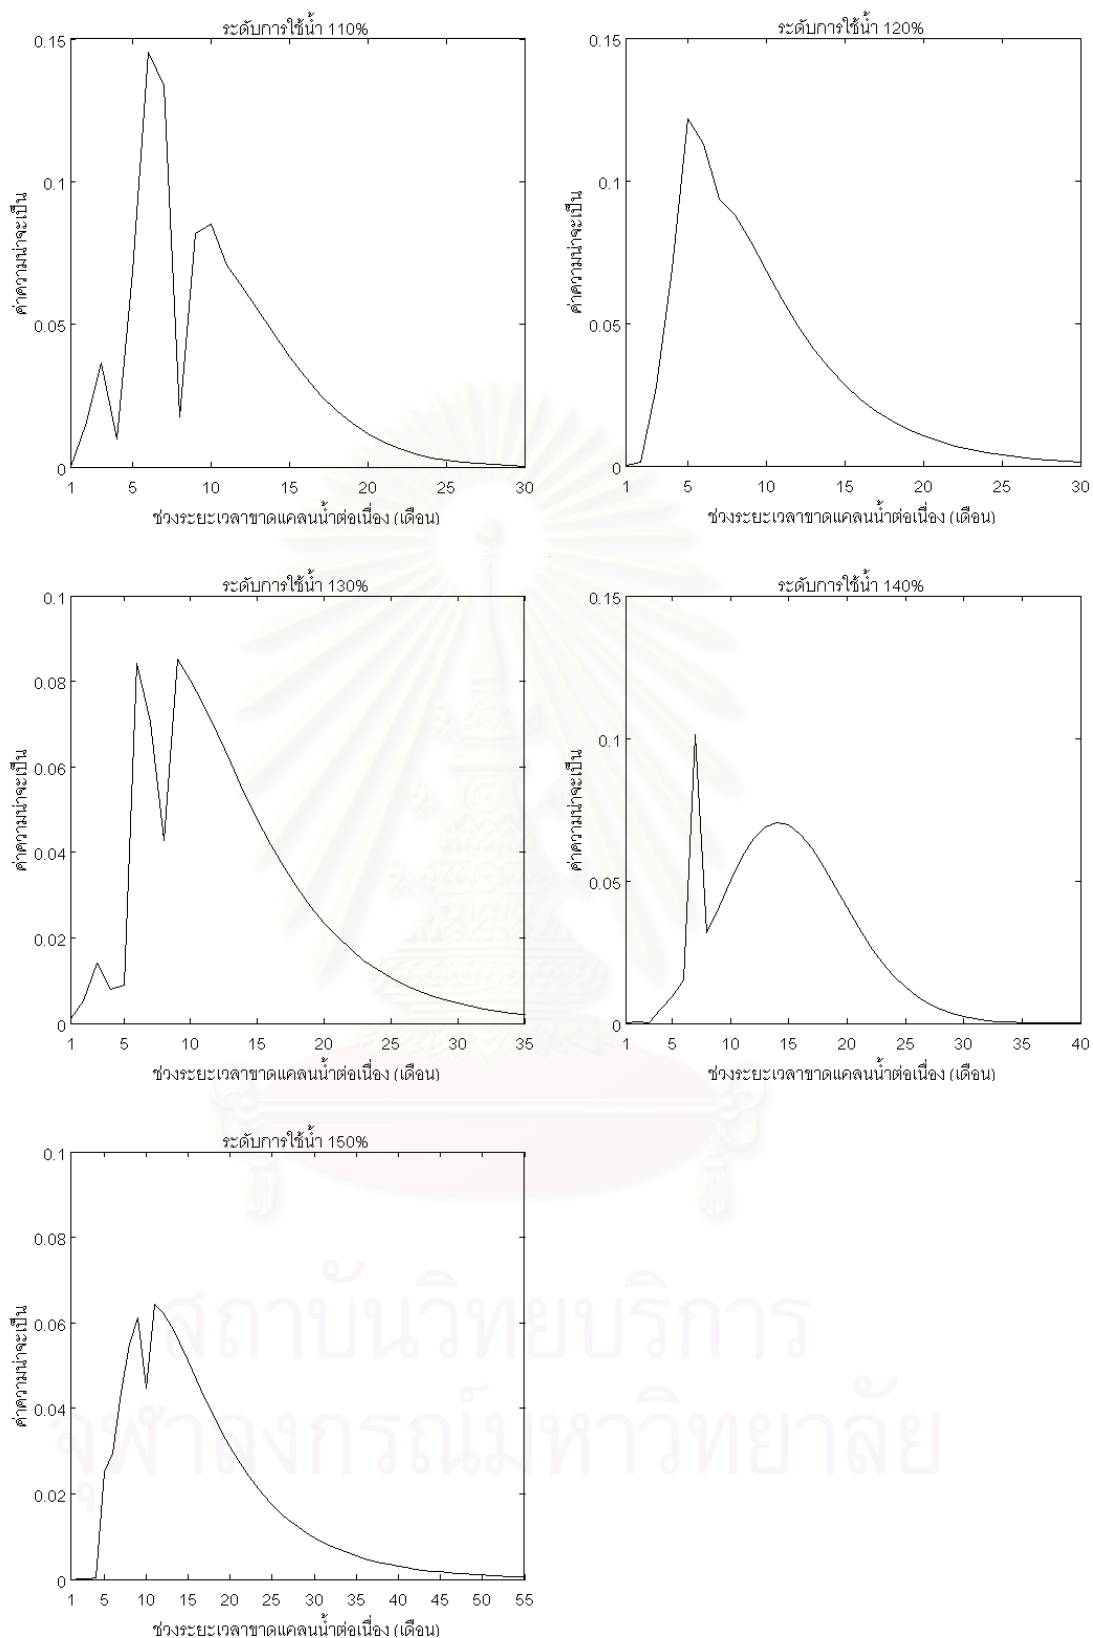 ระดับการใช้น้ำ 110%
0.15
0.1
0.05
0
ค่าความน่าจะเป็น
1 5 10 15 20 25 30
ช่วงระยะเวลาขาดแคลนน้ำต่อเนื่อง (เดือน)
ระดับการใช้น้ำ 120%
0.15
0.1
0.05
0
ค่าความน่าจะเป็น
1 5 10 15 20 25 30
ช่วงระยะเวลาขาดแคลนน้ำต่อเนื่อง (เดือน)
ระดับการใช้น้ำ 130%
0.1
0.08
0.06
0.04
0.02
0
ค่าความน่าจะเป็น
1 5 10 15 20 25 30 35
ช่วงระยะเวลาขาดแคลนน้ำต่อเนื่อง (เดือน)
ระดับการใช้น้ำ 140%
0.15
0.1
0.05
0
ค่าความน่าจะเป็น
1 5 10 15 20 25 30 35 40
ช่วงระยะเวลาขาดแคลนน้ำต่อเนื่อง (เดือน)
ระดับการใช้น้ำ 150%
0.1
0.08
0.06
0.04
0.02
0
ค่าความน่าจะเป็น
1 5 10 15 20 25 30 35 40 45 50 55
ช่วงระยะเวลาขาดแคลนน้ำต่อเนื่อง (เดือน)
สถาบันวิทยบริการ
จุฬาลงกรณ์มหาวิทยาลัย